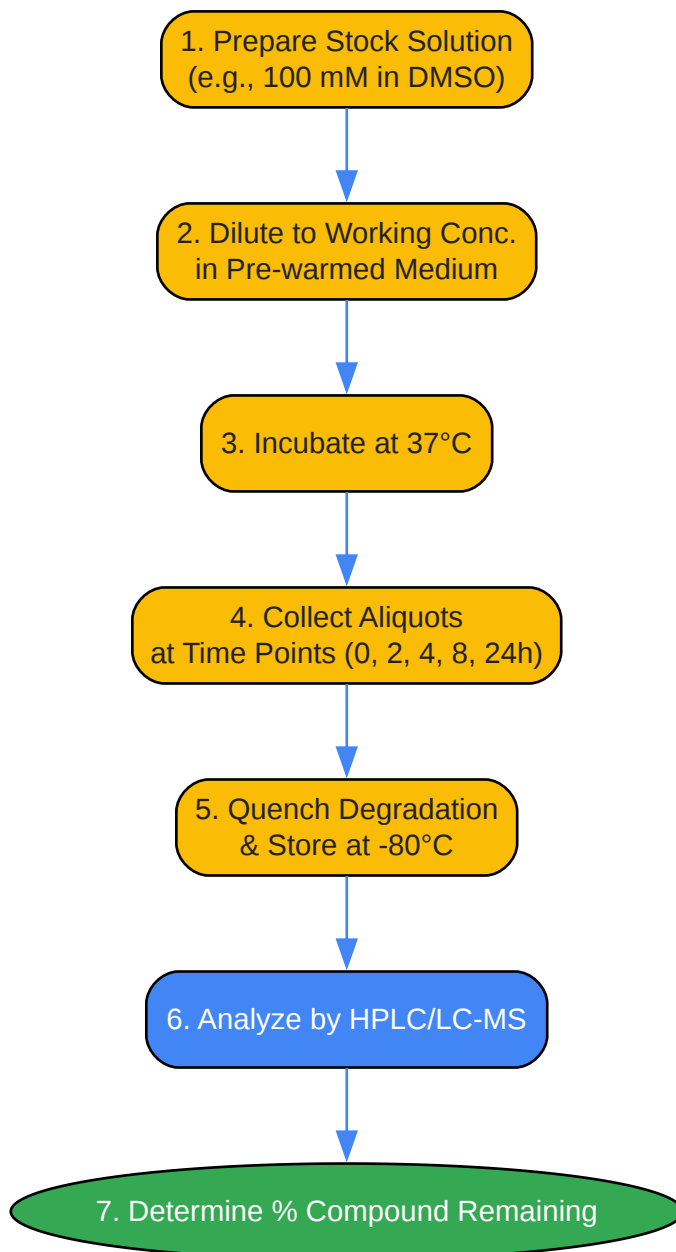 1. Prepare Stock Solution
(e.g., 100 mM in DMSO)
2. Dilute to Working Conc.
in Pre-warmed Medium
3. Incubate at 37°C
4. Collect Aliquots
at Time Points (0, 2, 4, 8, 24h)
5. Quench Degradation
& Store at -80°C
6. Analyze by HPLC/LC-MS
7. Determine % Compound Remaining